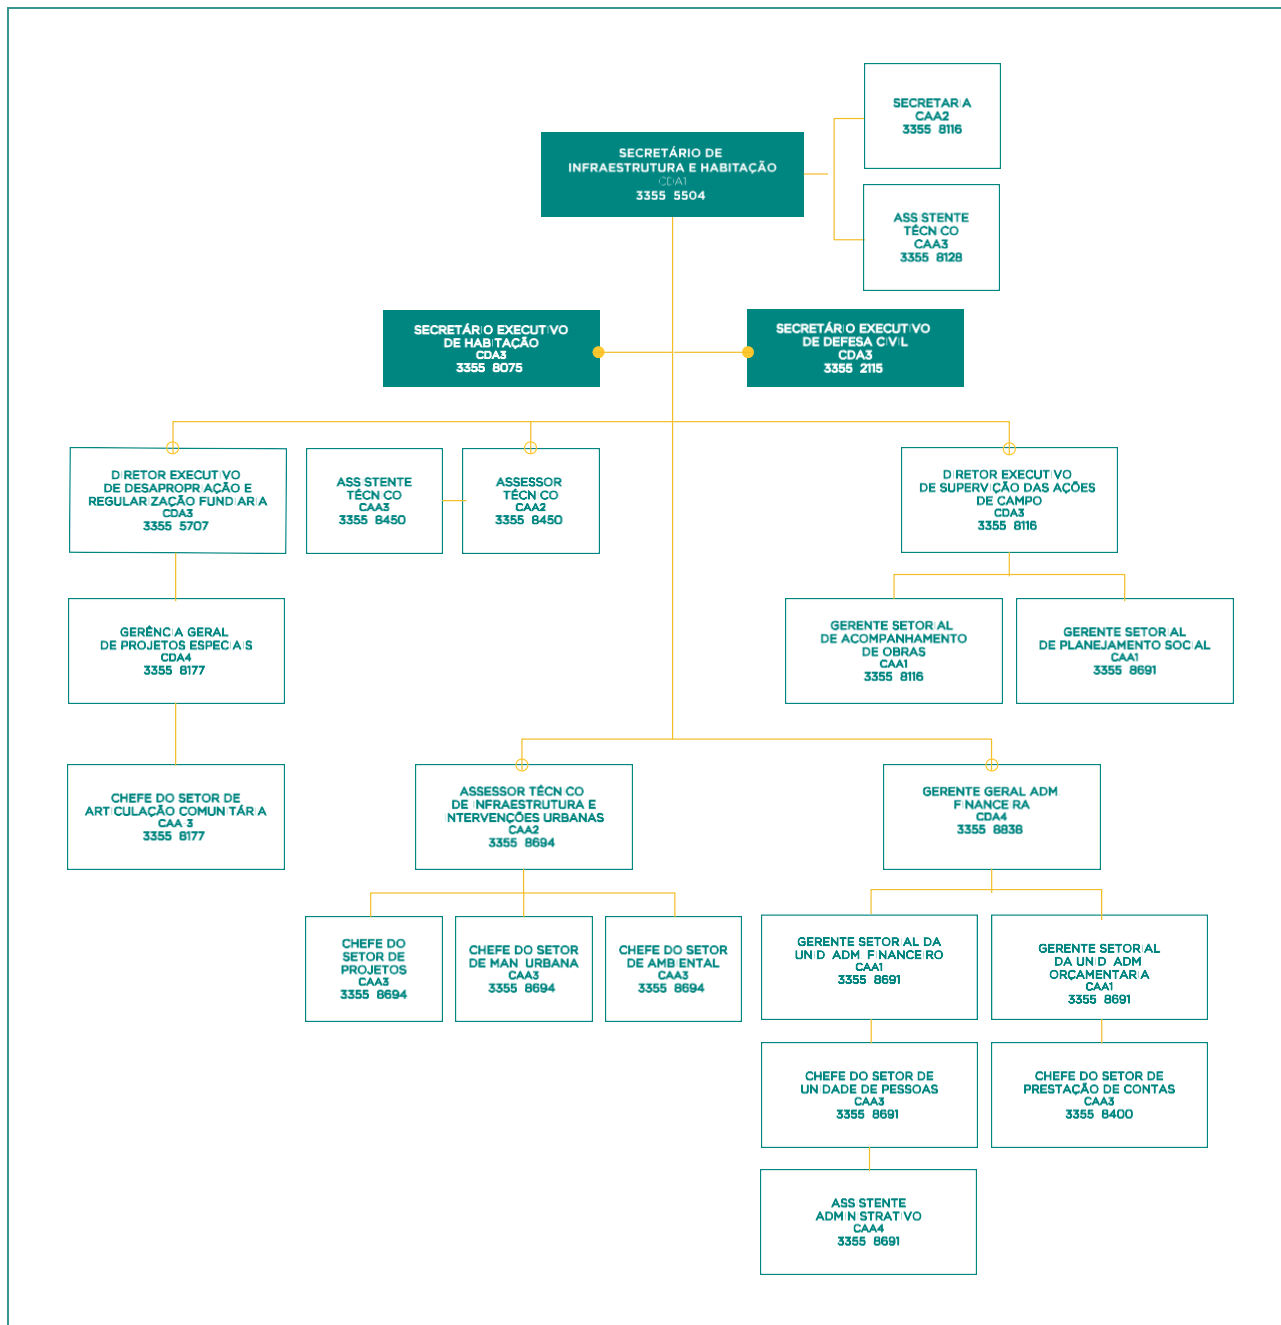 SECRETARIA
CAA2
3355 8116
SECRETÁRIO DE
INFRAESTRUTURA E HABITAÇÃO
CDA1
3355 5504
ASSISTENTE
TÉCNICO
CAA3
3355 8128
SECRETÁRIO EXECUTIVO
DE HABITAÇÃO
CDA3
3355 8075
SECRETÁRIO EXECUTIVO
DE DEFESA CIVIL
CDA3
3355 2115
DIRETOR EXECUTIVO
DE DESAPROPRIAÇÃO E
REGULARIZAÇÃO FUNDIARIA
CDA3
3355 5707
ASSISTENTE
TÉCNICO
CAA3
3355 8450
ASSESSOR
TÉCNICO
CAA2
3355 8450
DIRETOR EXECUTIVO
DE SUPERVIÇÃO DAS AÇÕES
DE CAMPO
CDA3
3355 8116
GERÊNCIA GERAL
DE PROJETOS ESPECIAIS
CDA4
3355 8177
GERENTE SETORIAL
DE ACOMPANHAMENTO
DE OBRAS
CAA1
3355 8116
GERENTE SETORIAL
DE PLANEJAMENTO SOCIAL
CAA1
3355 8691
CHEFE DO SETOR DE
ARTICULAÇÃO COMUNITÁRIA
CAA 3
3355 8177
ASSESSOR TÉCNICO
DE INFRAESTRUTURA E
INTERVENÇÕES URBANAS
CAA2
3355 8694
GERENTE GERAL ADM
FINANCEIRA
CDA4
3355 8838
CHEFE DO
SETOR DE
PROJETOS
CAA3
3355 8694
CHEFE DO SETOR
DE MAN URBANA
CAA3
3355 8694
CHEFE DO SETOR
DE AMBIENTAL
CAA3
3355 8694
GERENTE SETORIAL DA
UNID ADM FINANCEIRO
CAA1
3355 8691
GERENTE SETORIAL
DA UNID ADM
ORÇAMENTARIA
CAA1
3355 8691
CHEFE DO SETOR DE
UNIDADE DE PESSOAS
CAA3
3355 8691
CHEFE DO SETOR DE
PRESTAÇÃO DE CONTAS
CAA3
3355 8400
ASSISTENTE
ADMINISTRATIVO
CAA4
3355 8691